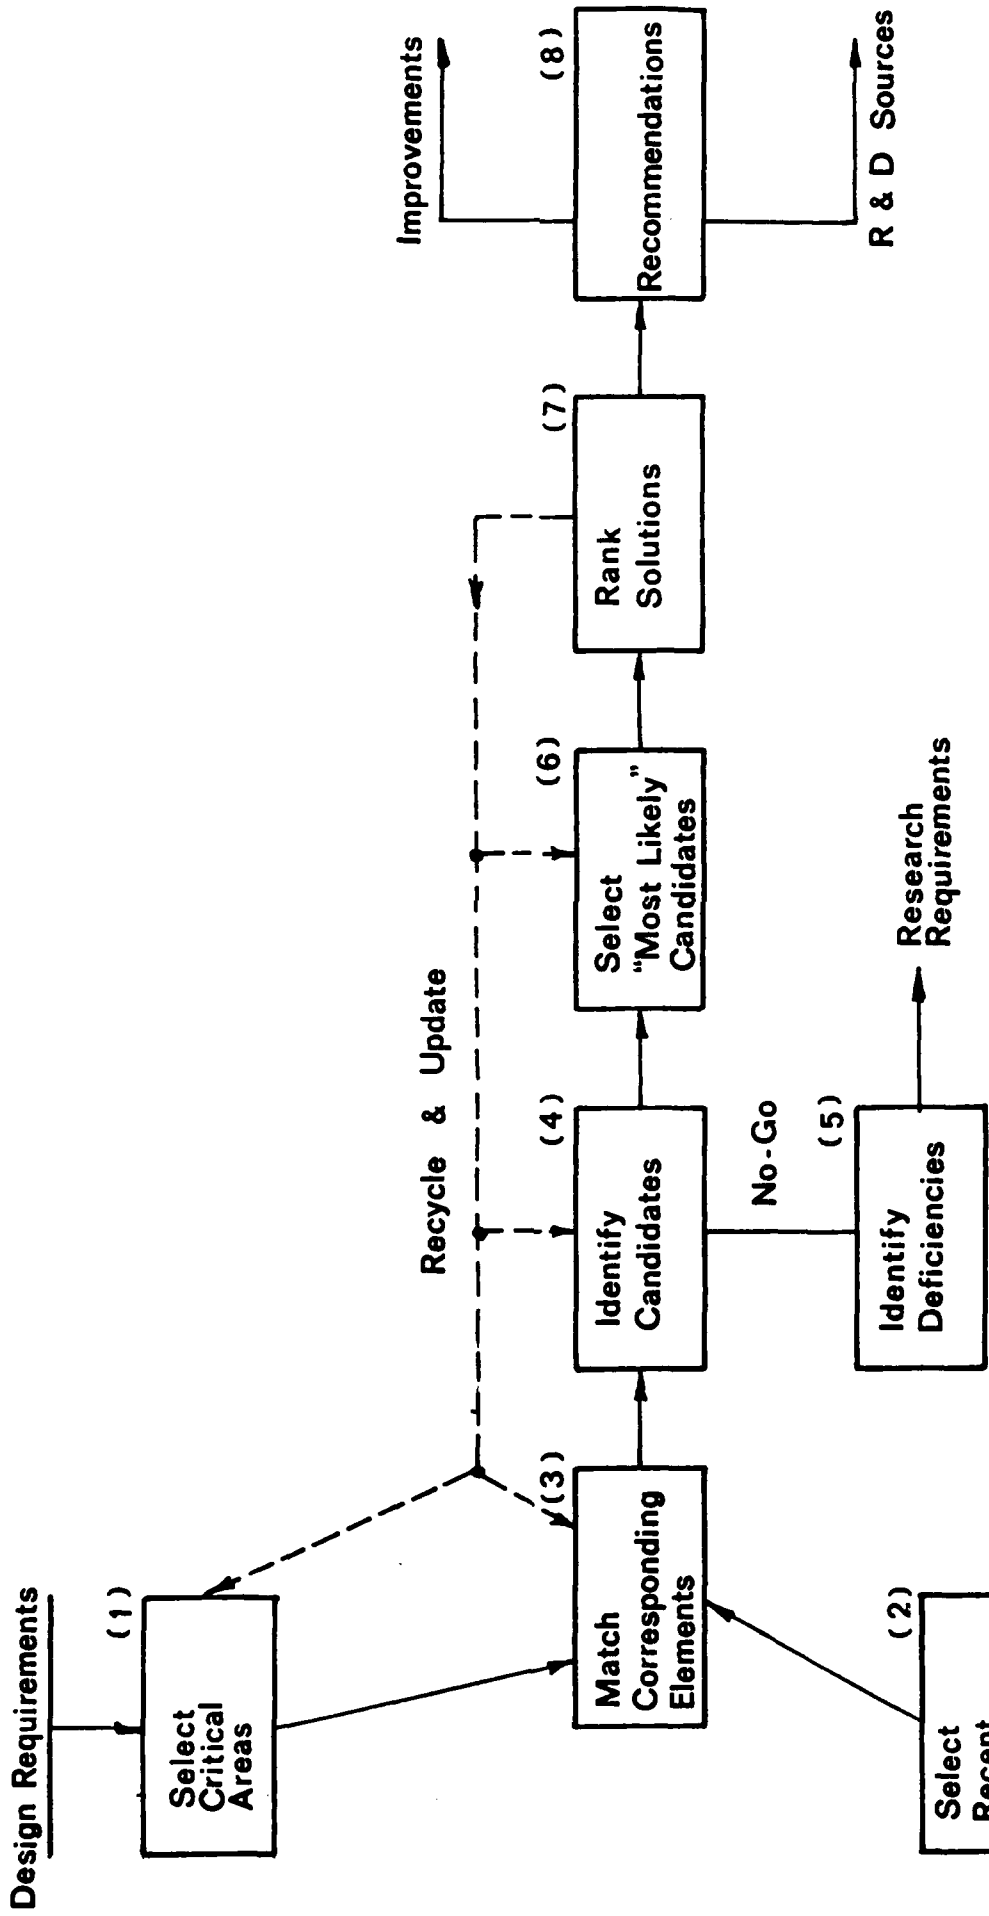 Design Requirements
(1)
Select
Critical
Areas
(2)
Select
(3)
Match
Corresponding
Elements
Recycle & Update
(4)
Identify
Candidates
No-Go
(5)
Identify
Deficiencies
Research
Requirements
(6)
Select
“Most Likely”
Candidates
(7)
Rank
Solutions
(8)
Recommendations
Improvements
R & D Sources